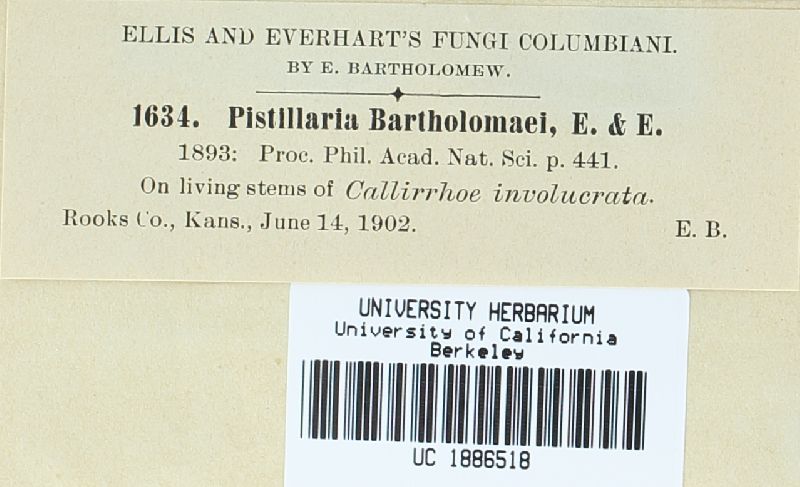 ELLIS AND EVERHART'S FUNGI COLUMBIANI.
BY E. BARTHOLOMEW.
1634. Pistillaria Bartholomaei, E. & E.
1893: Proc. Phil. Acad. Nat. Sci. p. 441.
On living stems of Callirrhoe involucrata.
Rooks Co., Kans., June 14, 1902. E. B.
UNIVERSITY HERBARIUM
University of California
Berkeley
UC 1886518